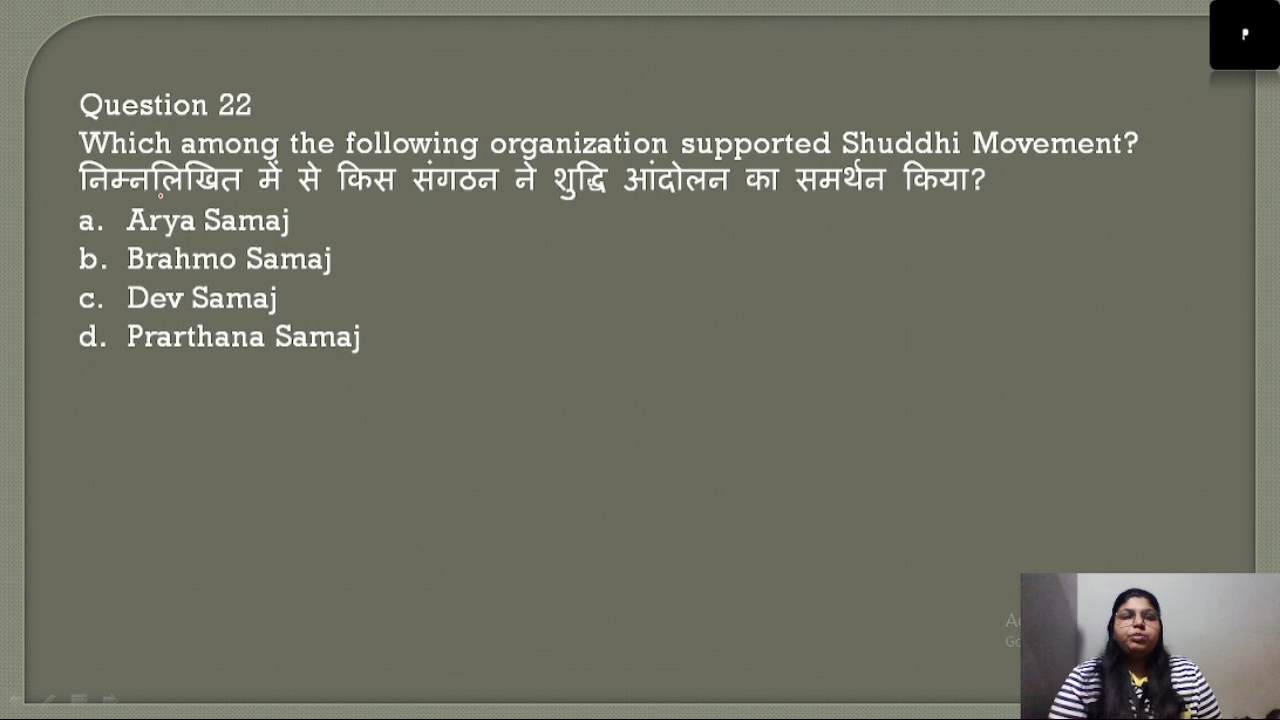 Question 22
Which among the following organization supported Shuddhi Movement?
निम्नलिखित में से किस संगठन ने शुद्धि आंदोलन का समर्थन किया?
a. Arya Samaj
b. Brahmo Samaj
c. Dev Samaj
d. Prarthana Samaj